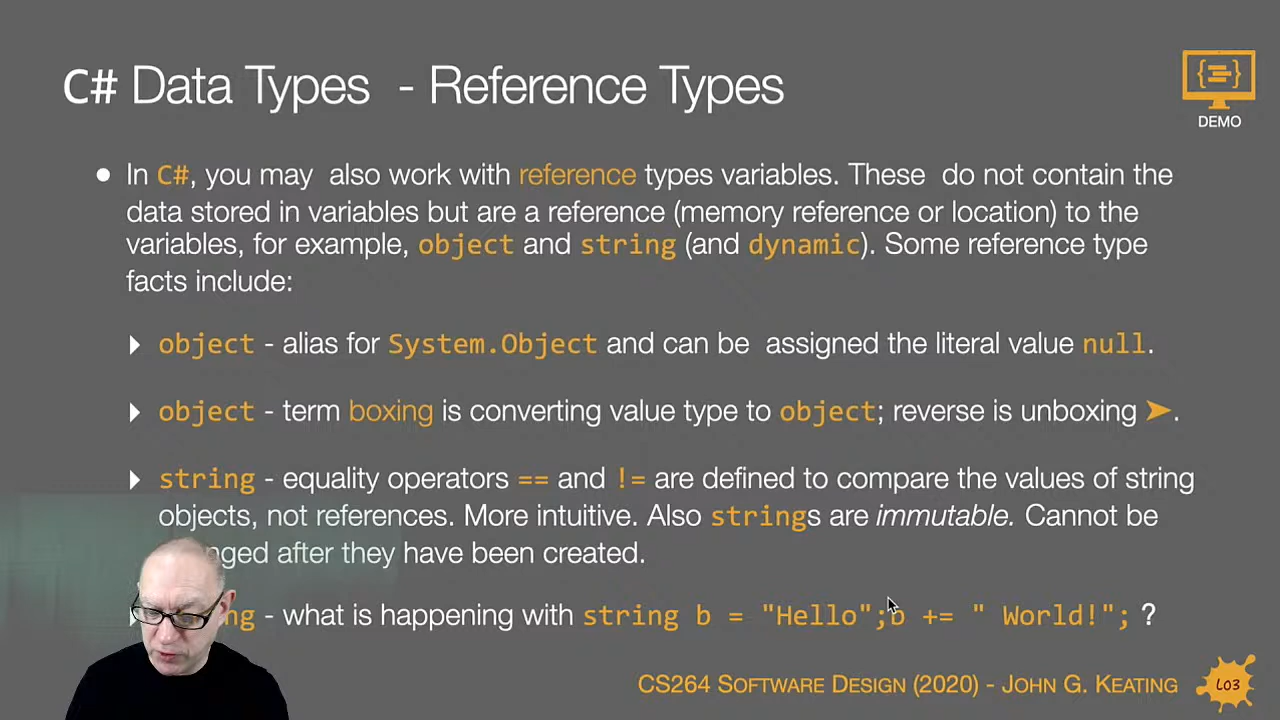 C# Data Types - Reference Types
DEMO
In C#, you may also work with reference types variables. These do not contain the
data stored in variables but are a reference (memory reference or location) to the
variables, for example, object and string (and dynamic). Some reference type
facts include:
object - alias for System.Object and can be assigned the literal value null.
object - term boxing is converting value type to object; reverse is unboxing ➤.
string - equality operators == and != are defined to compare the values of string
objects, not references. More intuitive. Also strings are immutable. Cannot be
after they have been created.
- what is happening with string b = "Hello";b += " World!"; ?
CS264 Software Design (2020) - John G. Keating
L03